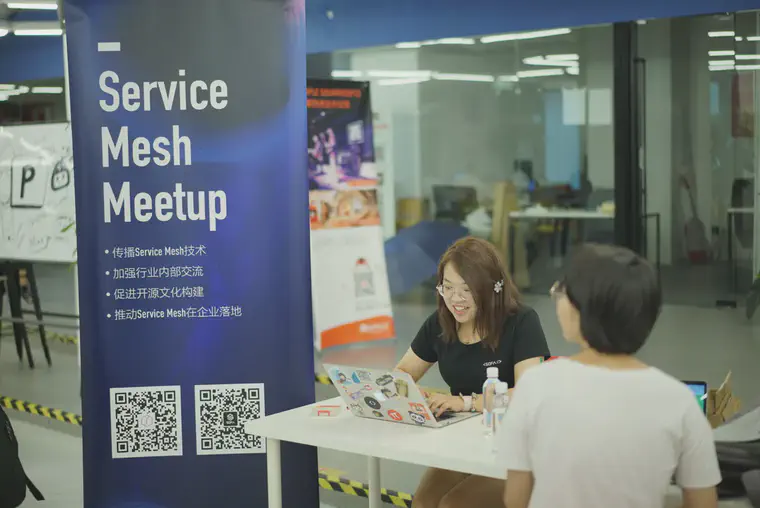 Service
Mesh
Meetup
• 传播Service Mesh技术
• 加强行业内部交流
• 促进开源文化构建
• 推动Service Mesh在企业落地
P